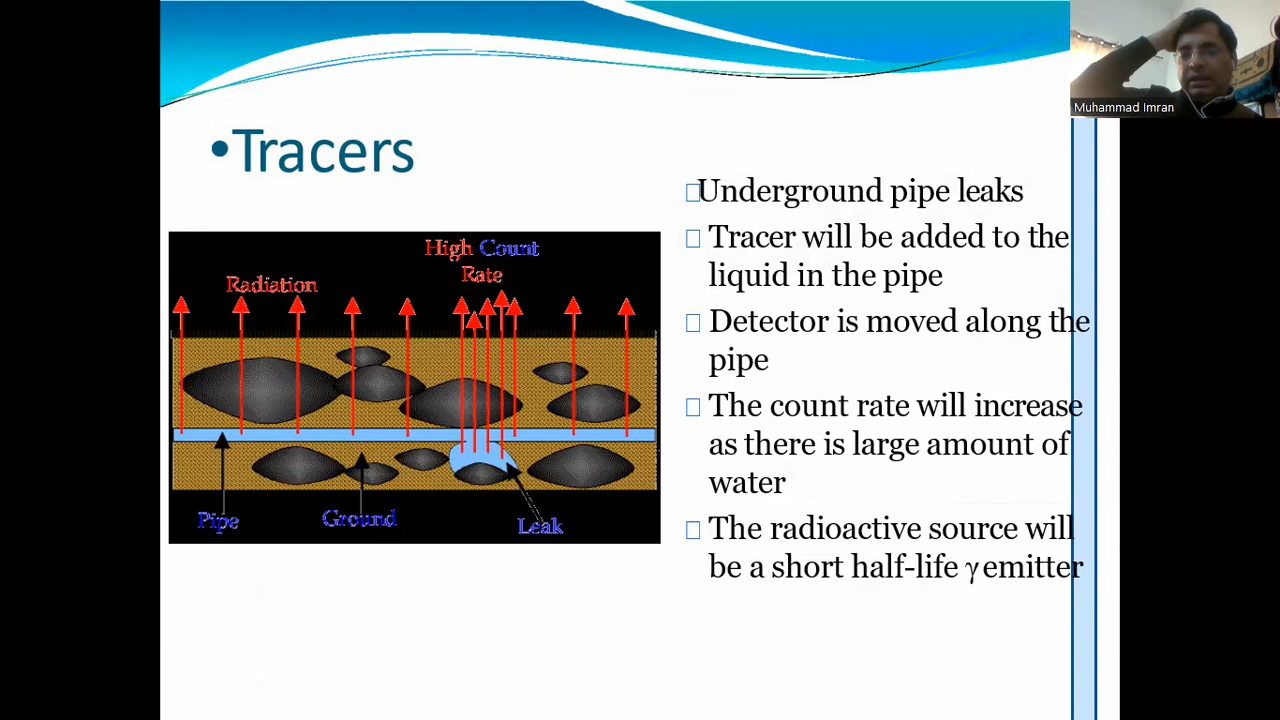 Muhammad Imran
•Tracers
Underground pipe leaks
Tracer will be added to the
liquid in the pipe
Detector is moved along the
pipe
The count rate will increase
as there is large amount of
water
The radioactive source will
be a short half-life γ emitter
High Count
Rate
Radiation
Pipe
Ground
Leak